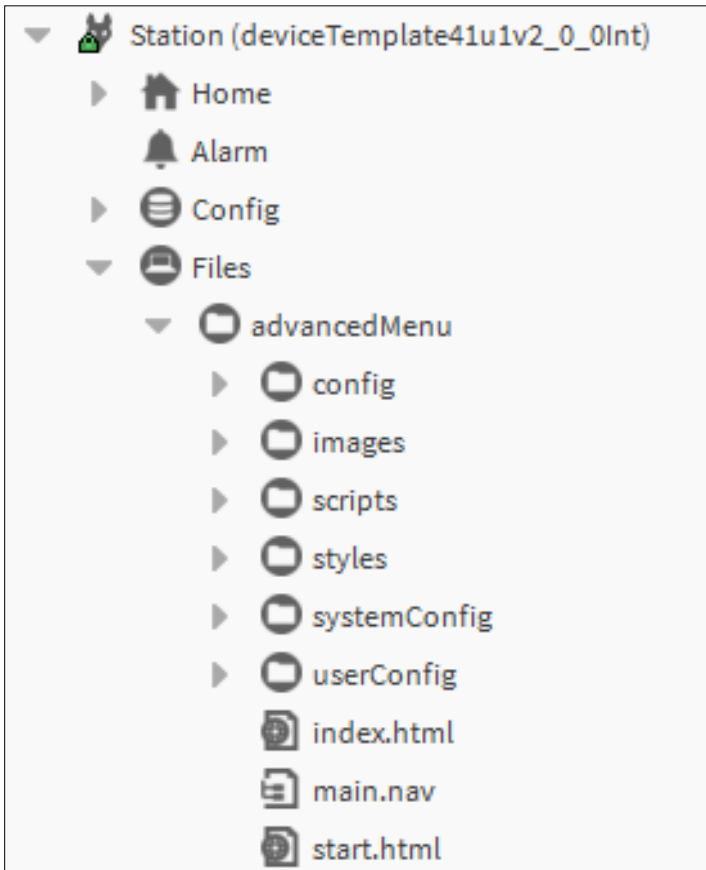 Station (deviceTemplate41u1v2_0_0Int)
Home
Alarm
Config
Files
advancedMenu
config
images
scripts
styles
systemConfig
userConfig
index.html
main.nav
start.html